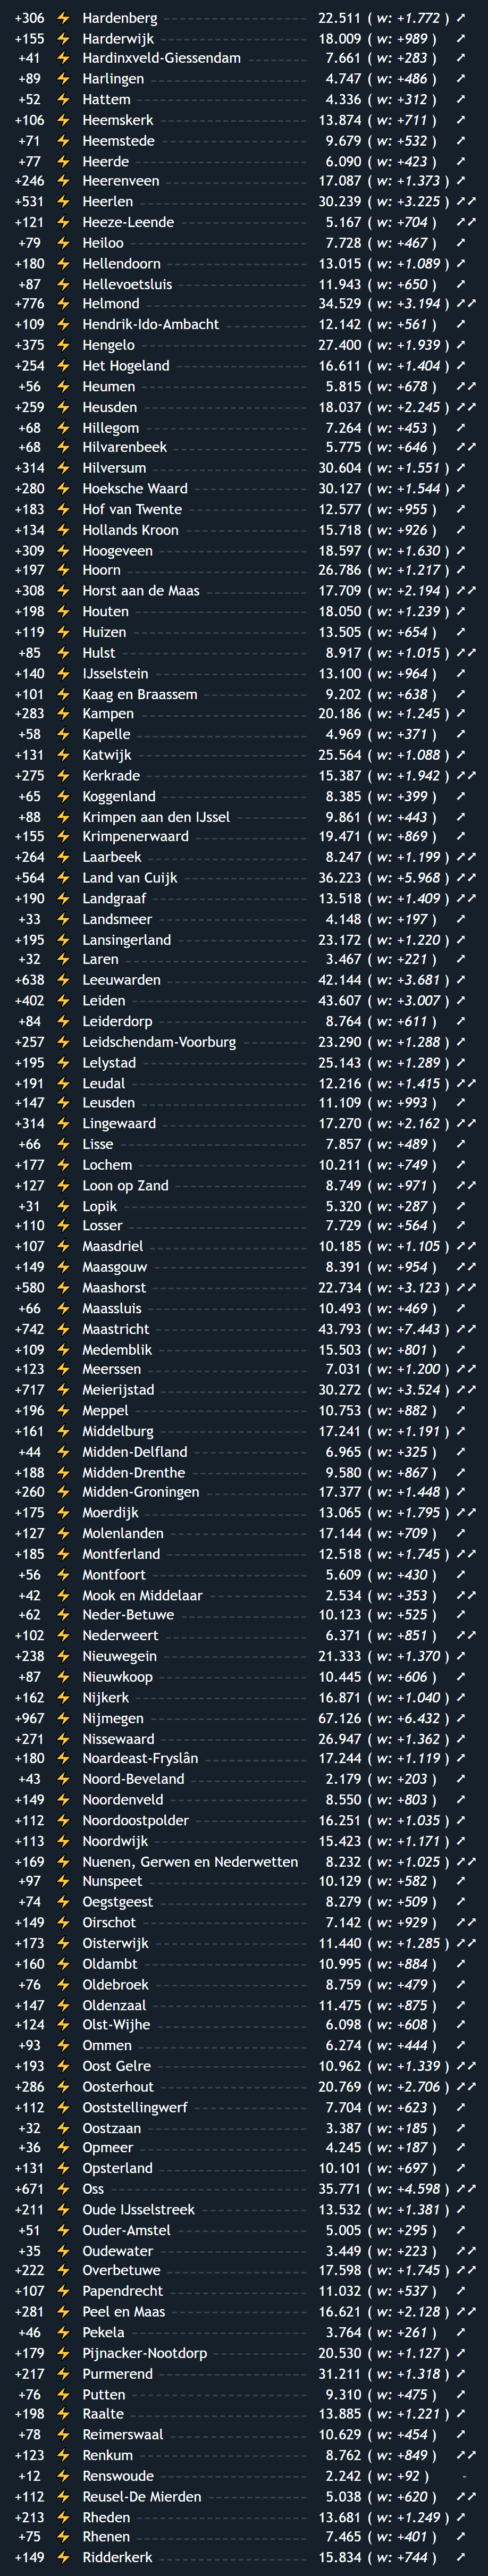 +306 ⚡ Hardenberg 22.511 ( w: +1.772 ) ↗
+155 ⚡ Harderwijk 18.009 ( w: +989 ) ↗
+41 ⚡ Hardinxveld-Giessendam 7.661 ( w: +283 ) ↗
+89 ⚡ Harlingen 4.747 ( w: +486 ) ↗
+52 ⚡ Hattem 4.336 ( w: +312 ) ↗
+106 ⚡ Heemskerk 13.874 ( w: +711 ) ↗
+71 ⚡ Heemstede 9.679 ( w: +532 ) ↗
+77 ⚡ Heerde 6.090 ( w: +423 ) ↗
+246 ⚡ Heerenveen 17.087 ( w: +1.373 ) ↗
+531 ⚡ Heerlen 30.239 ( w: +3.225 ) ↗↗
+121 ⚡ Heeze-Leende 5.167 ( w: +704 ) ↗↗
+79 ⚡ Heiloo 7.728 ( w: +467 ) ↗
+180 ⚡ Hellendoorn 13.015 ( w: +1.089 ) ↗
+87 ⚡ Hellevoetsluis 11.943 ( w: +650 ) ↗
+776 ⚡ Helmond 34.529 ( w: +3.194 ) ↗↗
+109 ⚡ Hendrik-Ido-Ambacht 12.142 ( w: +561 ) ↗
+375 ⚡ Hengelo 27.400 ( w: +1.939 ) ↗
+254 ⚡ Het Hogeland 16.611 ( w: +1.404 ) ↗
+56 ⚡ Heumen 5.815 ( w: +678 ) ↗↗
+259 ⚡ Heusden 18.037 ( w: +2.245 ) ↗↗
+68 ⚡ Hillegom 7.264 ( w: +453 ) ↗
+68 ⚡ Hilvarenbeek 5.775 ( w: +646 ) ↗↗
+314 ⚡ Hilversum 30.604 ( w: +1.551 ) ↗
+280 ⚡ Hoeksche Waard 30.127 ( w: +1.544 ) ↗
+183 ⚡ Hof van Twente 12.577 ( w: +955 ) ↗
+134 ⚡ Hollands Kroon 15.718 ( w: +926 ) ↗
+309 ⚡ Hoogeveen 18.597 ( w: +1.630 ) ↗
+197 ⚡ Hoorn 26.786 ( w: +1.217 ) ↗
+308 ⚡ Horst aan de Maas 17.709 ( w: +2.194 ) ↗↗
+198 ⚡ Houten 18.050 ( w: +1.239 ) ↗
+119 ⚡ Huizen 13.505 ( w: +654 ) ↗
+85 ⚡ Hulst 8.917 ( w: +1.015 ) ↗↗
+140 ⚡ IJsselstein 13.100 ( w: +964 ) ↗
+101 ⚡ Kaag en Braassem 9.202 ( w: +638 ) ↗
+283 ⚡ Kampen 20.186 ( w: +1.245 ) ↗
+58 ⚡ Kapelle 4.969 ( w: +371 ) ↗
+131 ⚡ Katwijk 25.564 ( w: +1.088 ) ↗
+275 ⚡ Kerkrade 15.387 ( w: +1.942 ) ↗↗
+65 ⚡ Koggenland 8.385 ( w: +399 ) ↗
+88 ⚡ Krimpen aan den IJssel 9.861 ( w: +443 ) ↗
+155 ⚡ Krimpenerwaard 19.471 ( w: +869 ) ↗
+264 ⚡ Laarbeek 8.247 ( w: +1.199 ) ↗↗
+564 ⚡ Land van Cuijk 36.223 ( w: +5.968 ) ↗↗
+190 ⚡ Landgraaf 13.518 ( w: +1.409 ) ↗↗
+33 ⚡ Landsmeer 4.148 ( w: +197 ) ↗
+195 ⚡ Lansingerland 23.172 ( w: +1.220 ) ↗
+32 ⚡ Laren 3.467 ( w: +221 ) ↗
+638 ⚡ Leeuwarden 42.144 ( w: +3.681 ) ↗
+402 ⚡ Leiden 43.607 ( w: +3.007 ) ↗
+84 ⚡ Leiderdorp 8.764 ( w: +611 ) ↗
+257 ⚡ Leidschendam-Voorburg 23.290 ( w: +1.288 ) ↗
+195 ⚡ Lelystad 25.143 ( w: +1.289 ) ↗
+191 ⚡ Leudal 12.216 ( w: +1.415 ) ↗↗
+147 ⚡ Leusden 11.109 ( w: +993 ) ↗
+314 ⚡ Lingewaard 17.270 ( w: +2.162 ) ↗↗
+66 ⚡ Lisse 7.857 ( w: +489 ) ↗
+177 ⚡ Lochem 10.211 ( w: +749 ) ↗
+127 ⚡ Loon op Zand 8.749 ( w: +971 ) ↗↗
+31 ⚡ Lopik 5.320 ( w: +287 ) ↗
+110 ⚡ Losser 7.729 ( w: +564 ) ↗
+107 ⚡ Maasdriel 10.185 ( w: +1.105 ) ↗↗
+149 ⚡ Maasgouw 8.391 ( w: +954 ) ↗↗
+580 ⚡ Maashorst 22.734 ( w: +3.123 ) ↗↗
+66 ⚡ Maassluis 10.493 ( w: +469 ) ↗
+742 ⚡ Maastricht 43.793 ( w: +7.443 ) ↗↗
+109 ⚡ Medemblik 15.503 ( w: +801 ) ↗
+123 ⚡ Meerssen 7.031 ( w: +1.200 ) ↗↗
+717 ⚡ Meierijstad 30.272 ( w: +3.524 ) ↗↗
+196 ⚡ Meppel 10.753 ( w: +882 ) ↗
+161 ⚡ Middelburg 17.241 ( w: +1.191 ) ↗
+44 ⚡ Midden-Delfland 6.965 ( w: +325 ) ↗
+188 ⚡ Midden-Drenthe 9.580 ( w: +867 ) ↗
+260 ⚡ Midden-Groningen 17.377 ( w: +1.448 ) ↗
+175 ⚡ Moerdijk 13.065 ( w: +1.795 ) ↗↗
+127 ⚡ Molenlanden 17.144 ( w: +709 ) ↗
+185 ⚡ Montferland 12.518 ( w: +1.745 ) ↗↗
+56 ⚡ Montfoort 5.609 ( w: +430 ) ↗
+42 ⚡ Mook en Middelaar 2.534 ( w: +353 ) ↗↗
+62 ⚡ Neder-Betuwe 10.123 ( w: +525 ) ↗
+102 ⚡ Nederweert 6.371 ( w: +851 ) ↗↗
+238 ⚡ Nieuwegein 21.333 ( w: +1.370 ) ↗
+87 ⚡ Nieuwkoop 10.445 ( w: +606 ) ↗
+162 ⚡ Nijkerk 16.871 ( w: +1.040 ) ↗
+967 ⚡ Nijmegen 67.126 ( w: +6.432 ) ↗
+271 ⚡ Nissewaard 26.947 ( w: +1.362 ) ↗
+180 ⚡ Noardeast-Fryslân 17.244 ( w: +1.119 ) ↗
+43 ⚡ Noord-Beveland 2.179 ( w: +203 ) ↗
+149 ⚡ Noordenveld 8.550 ( w: +803 ) ↗
+112 ⚡ Noordoostpolder 16.251 ( w: +1.035 ) ↗
+113 ⚡ Noordwijk 15.423 ( w: +1.171 ) ↗
+169 ⚡ Nuenen, Gerwen en Nederwetten 8.232 ( w: +1.025 ) ↗↗
+97 ⚡ Nunspeet 10.129 ( w: +582 ) ↗
+74 ⚡ Oegstgeest 8.279 ( w: +509 ) ↗
+149 ⚡ Oirschot 7.142 ( w: +929 ) ↗↗
+173 ⚡ Oisterwijk 11.440 ( w: +1.285 ) ↗↗
+160 ⚡ Oldambt 10.995 ( w: +884 ) ↗
+76 ⚡ Oldebroek 8.759 ( w: +479 ) ↗
+147 ⚡ Oldenzaal 11.475 ( w: +875 ) ↗
+124 ⚡ Olst-Wijhe 6.098 ( w: +608 ) ↗
+93 ⚡ Ommen 6.274 ( w: +444 ) ↗
+193 ⚡ Oost Gelre 10.962 ( w: +1.339 ) ↗↗
+286 ⚡ Oosterhout 20.769 ( w: +2.706 ) ↗↗
+112 ⚡ Ooststellingwerf 7.704 ( w: +623 ) ↗
+32 ⚡ Oostzaan 3.387 ( w: +185 ) ↗
+36 ⚡ Opmeer 4.245 ( w: +187 ) ↗
+131 ⚡ Opsterland 10.101 ( w: +697 ) ↗
+671 ⚡ Oss 35.771 ( w: +4.598 ) ↗↗
+211 ⚡ Oude IJsselstreek 13.532 ( w: +1.381 ) ↗
+51 ⚡ Ouder-Amstel 5.005 ( w: +295 ) ↗
+35 ⚡ Oudewater 3.449 ( w: +223 ) ↗↗
+222 ⚡ Overbetuwe 17.598 ( w: +1.745 ) ↗↗
+107 ⚡ Papendrecht 11.032 ( w: +537 ) ↗
+281 ⚡ Peel en Maas 16.621 ( w: +2.128 ) ↗↗
+46 ⚡ Pekela 3.764 ( w: +261 ) ↗
+179 ⚡ Pijnacker-Nootdorp 20.530 ( w: +1.127 ) ↗
+217 ⚡ Purmerend 31.211 ( w: +1.318 ) ↗
+76 ⚡ Putten 9.310 ( w: +475 ) ↗
+198 ⚡ Raalte 13.885 ( w: +1.221 ) ↗
+78 ⚡ Reimerswaal 10.629 ( w: +454 ) ↗
+123 ⚡ Renkum 8.762 ( w: +849 ) ↗↗
+12 ⚡ Renswoude 2.242 ( w: +92 ) -
+112 ⚡ Reusel-De Mierden 5.038 ( w: +620 ) ↗↗
+213 ⚡ Rheden 13.681 ( w: +1.249 ) ↗
+75 ⚡ Rhenen 7.465 ( w: +401 ) ↗
+149 ⚡ Ridderkerk 15.834 ( w: +744 ) ↗